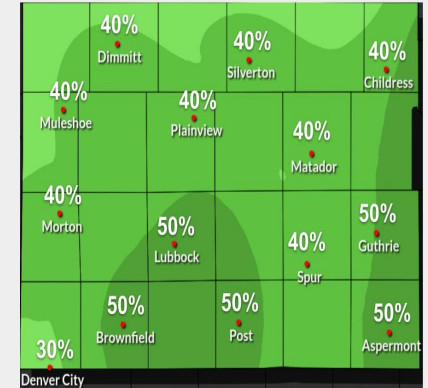 40%
Dimmitt
40%
Silverton
40%
Childress
40%
Muleshoe
40%
Plainview
40%
Matador
40%
Morton
50%
Lubbock
40%
Spur
50%
Guthrie
50%
Brownfield
50%
Post
50%
Aspermont
30%
Denver City